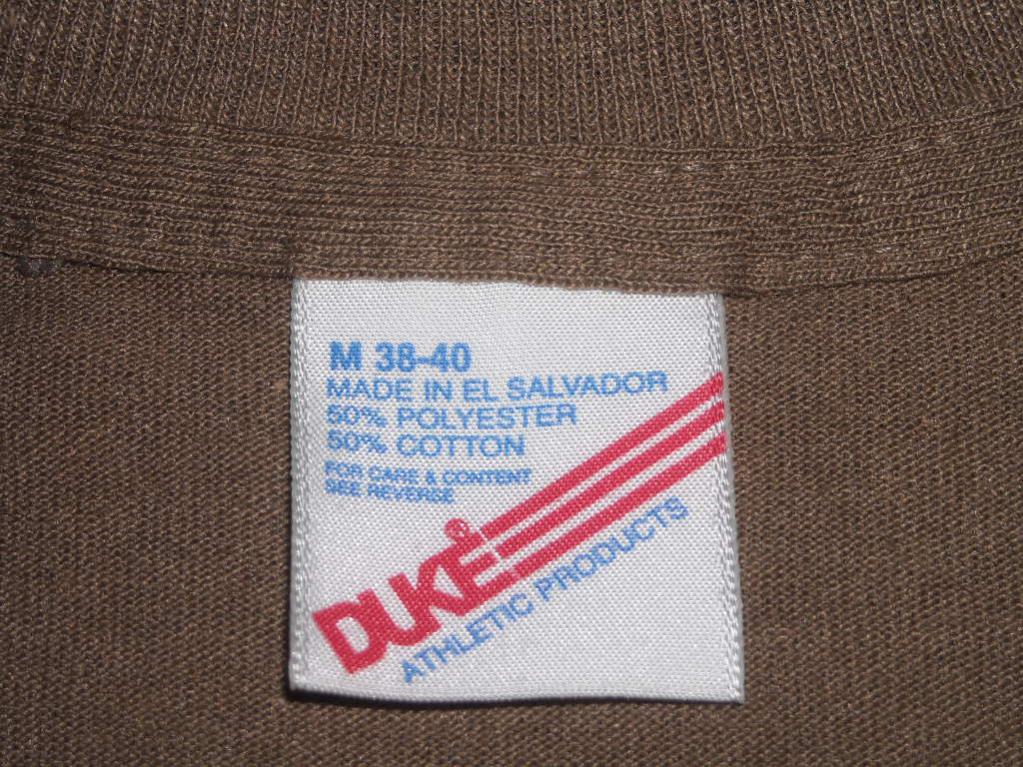 M 38-40
MADE IN EL SALVADOR
50% POLYESTER
50% COTTON
FOR CARE & CONTENT
SEE REVERSE
DUKE®
ATHLETIC PRODUCTS